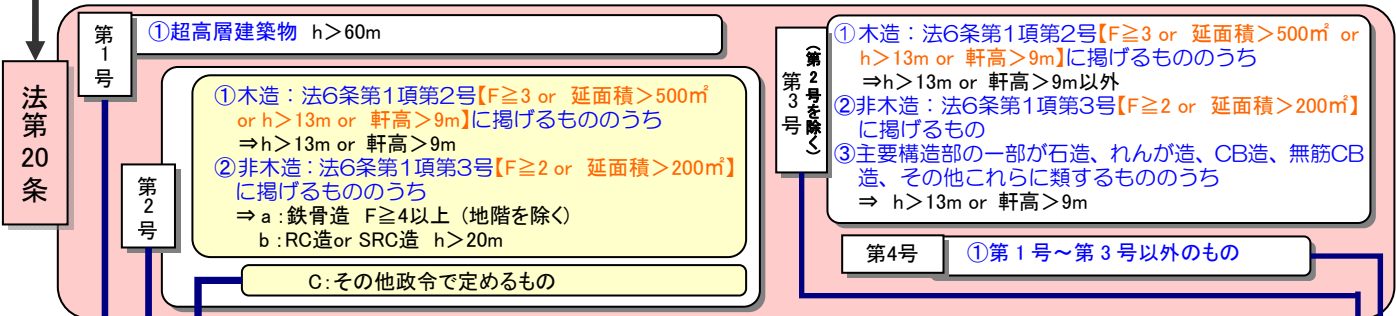 法第20条
第1号
①超高層建築物 h>60m
第2号
①木造：法6条第1項第2号【F≧3 or 延面積>500㎡
or h>13m or 軒高>9m】に掲げるもののうち
⇒h>13m or 軒高>9m
②非木造：法6条第1項第3号【F≧2 or 延面積>200㎡】
に掲げるもののうち
⇒ a：鉄骨造 F≧4以上（地階を除く）
b：RC造or SRC造 h>20m
C：その他政令で定めるもの
第3号
（第2号を除く）
①木造：法6条第1項第2号【F≧3 or 延面積>500㎡ or
h>13m or 軒高>9m】に掲げるもののうち
⇒h>13m or 軒高>9m以外
②非木造：法6条第1項第3号【F≧2 or 延面積>200㎡】
に掲げるもの
③主要構造部の一部が石造、れんが造、CB造、無筋CB
造、その他これらに類するもののうち
⇒ h>13m or 軒高>9m
第4号
①第1号～第3号以外のもの